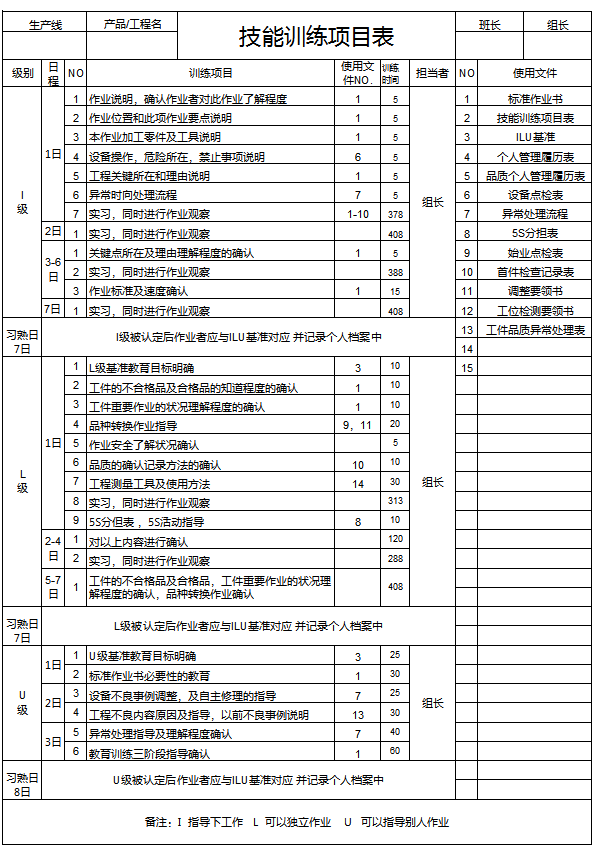 生产线 产品/工程名 技能训练项目表 班长 组长
级别 日程 NO 训练项目 使用文件NO. 训练时间 担当者 NO 使用文件
I级 1日 1 作业说明，确认作业者对此作业了解程度 1 5 组长 1 标准作业书
2 作业位置和此项作业要点说明 1 5 2 技能训练项目表
3 本作业加工零件及工具说明 1 5 3 ILU基准
4 设备操作，危险所在，禁止事项说明 6 5 4 个人管理履历表
5 工程关键所在和理由说明 1 5 5 品质个人管理履历表
6 异常时向处理流程 7 5 6 设备点检表
7 实习，同时进行作业观察 1-10 378 7 异常处理流程
2日 1 实习，同时进行作业观察 408 8 5S分担表
3-6日 1 关键点所在及理由理解程度的确认 1 5 9 始业点检表
2 实习，同时进行作业观察 388 10 首件检查记录表
3 作业标准及速度确认 1 15 11 调整要领书
7日 1 实习，同时进行作业观察 408 12 工位检测要领书
习熟日7日 I级被认定后作业者应与ILU基准对应 并记录个人档案中 13 工件品质异常处理表
14
L级 1日 1 L级基准教育目标明确 3 10 组长 15
2 工件的不合格品及合格品的知道程度的确认 1 10
3 工件重要作业的状况理解程度的确认 1 10
4 品种转换作业指导 9，11 20
5 作业安全了解状况确认 5
6 品质的确认记录方法的确认 10 10
7 工程测量工具及使用方法 14 30
8 实习，同时进行作业观察 313
9 5S分但表 ，5S活动指导 8 10
2-4日 1 对以上内容进行确认 120
2 实习，同时进行作业观察 288
5-7日 1 工件的不合格品及合格品，工件重要作业的状况理
解程度的确认，品种转换作业确认 408
习熟日7日 L级被认定后作业者应与ILU基准对应 并记录个人档案中
U级 1日 1 U级基准教育目标明确 3 25 组长
2 标准作业书必要性的教育 1 30
2日 3 设备不良事例调整，及自主修理的指导 7 25
4 工程不良内容原因及指导，以前不良事例说明 13 30
3日 5 异常处理指导及理解程度确认 7 40
6 教育训练三阶段指导确认 1 60
习熟日8日 U级被认定后作业者应与ILU基准对应 并记录个人档案中
备注：I 指导下工作 L 可以独立作业 U 可以指导别人作业